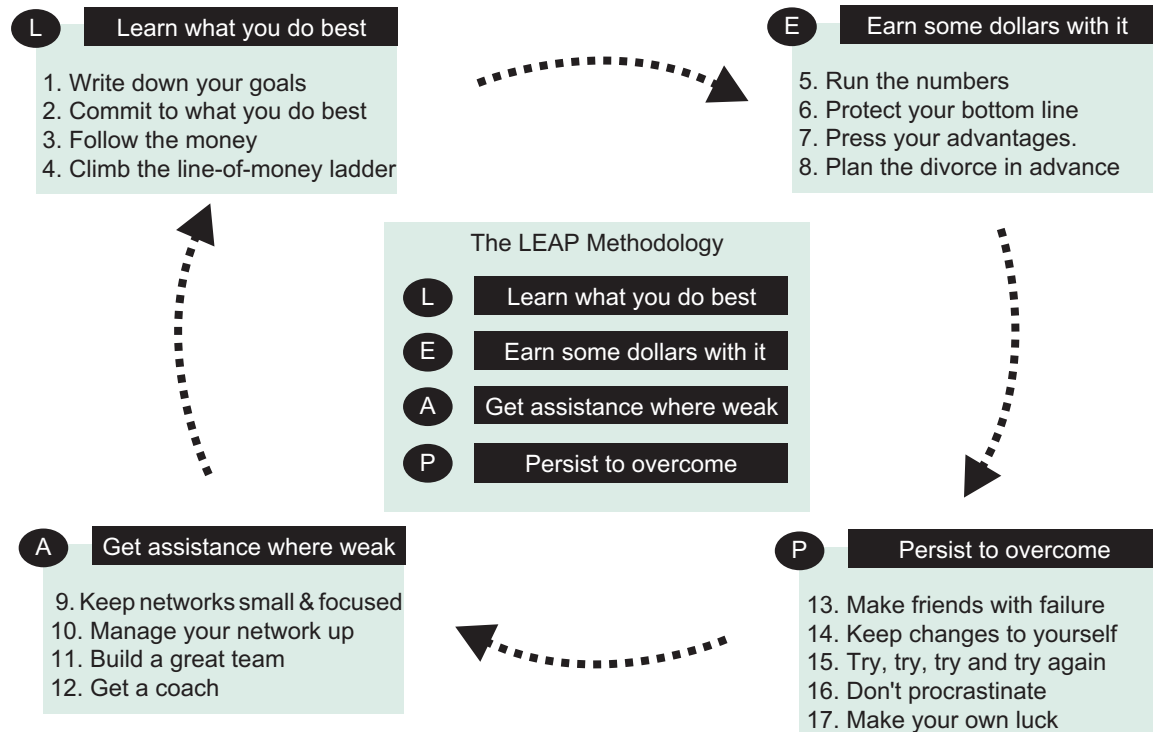 L Learn what you do best
1. Write down your goals
2. Commit to what you do best
3. Follow the money
4. Climb the line-of-money ladder
E Earn some dollars with it
5. Run the numbers
6. Protect your bottom line
7. Press your advantages.
8. Plan the divorce in advance
The LEAP Methodology
L Learn what you do best
E Earn some dollars with it
A Get assistance where weak
P Persist to overcome
A Get assistance where weak
9. Keep networks small & focused
10. Manage your network up
11. Build a great team
12. Get a coach
P Persist to overcome
13. Make friends with failure
14. Keep changes to yourself
15. Try, try, try and try again
16. Don't procrastinate
17. Make your own luck